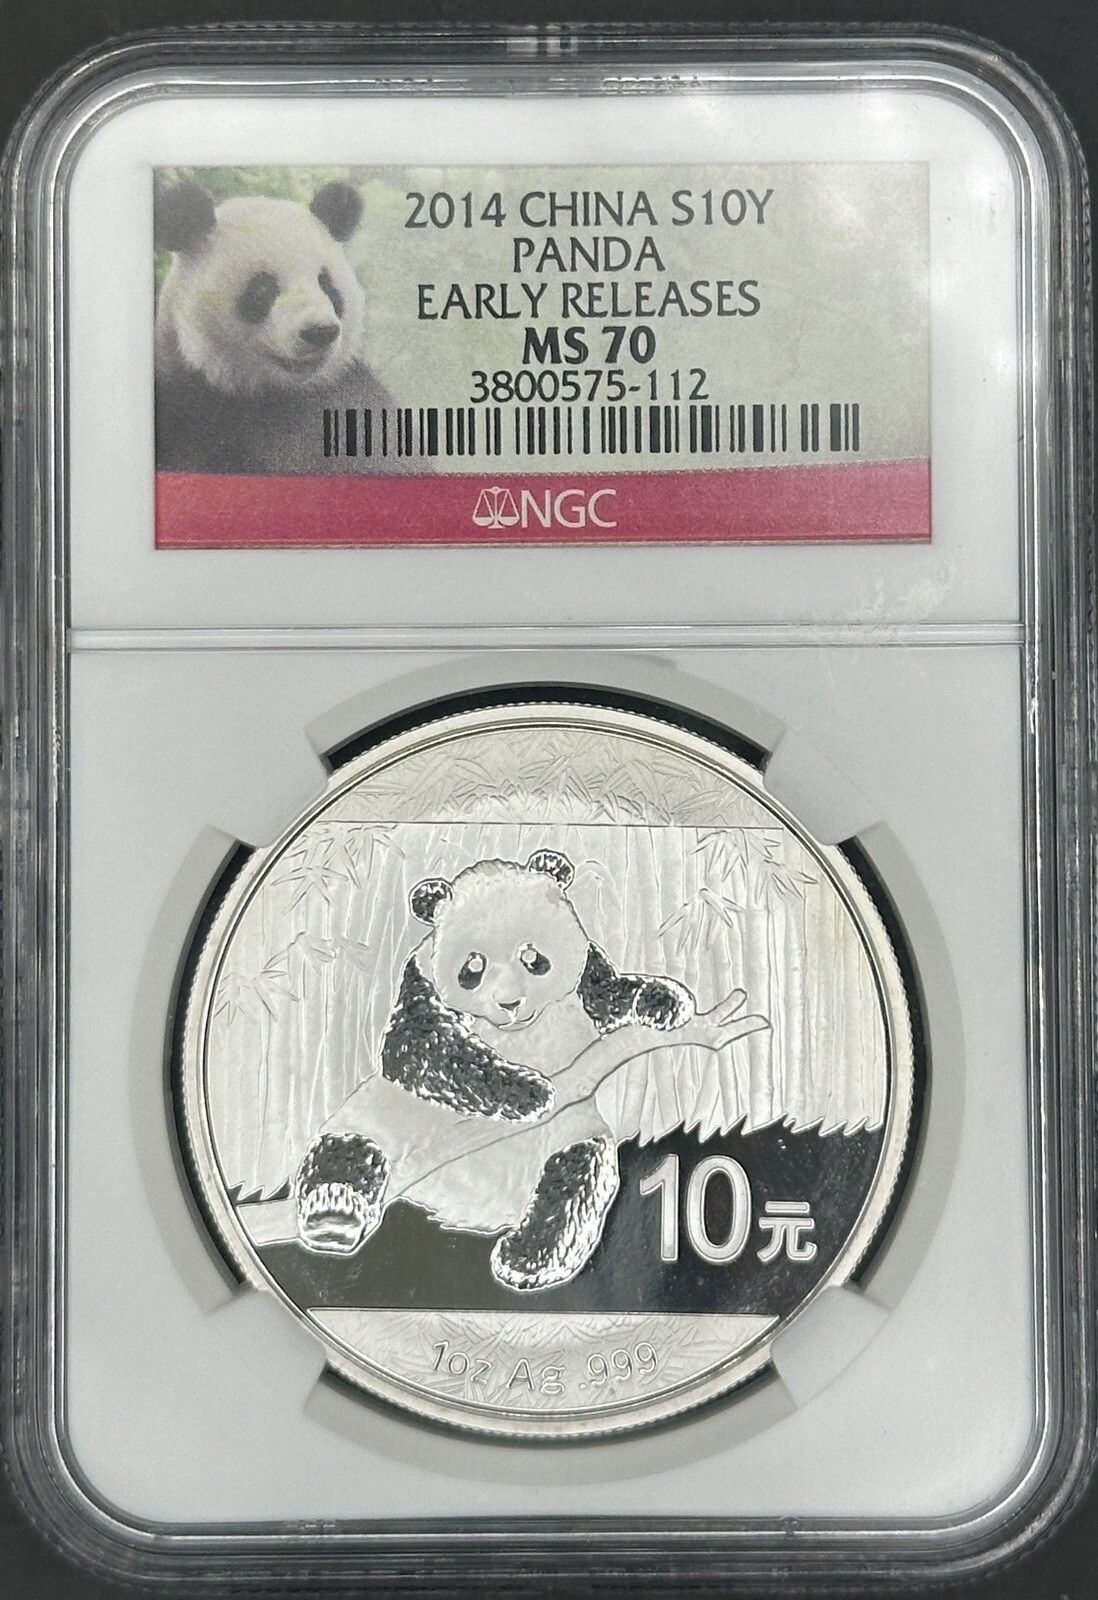 2014 CHINA S10Y
PANDA
EARLY RELEASES
MS 70
3800575-112
NGC
10元
1oz Ag .999